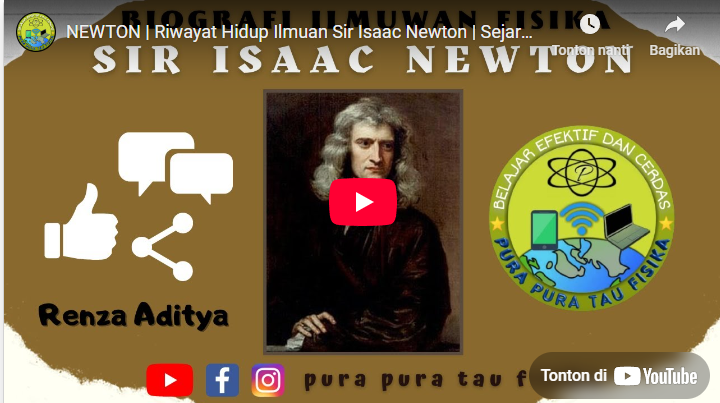 BIOGRAFI ILMUWAN FISIKA
NEWTON | Riwayat Hidup Ilmuan Sir Isaac Newton | Sejar...
Tonton nanti
Bagikan
SIR ISAAC NEWTON
BELAJAR EFEKTIF DAN CERDAS
P
PURA PURA TAU FISIKA
Renza Aditya
pura pura tau f
Tonton di YouTube